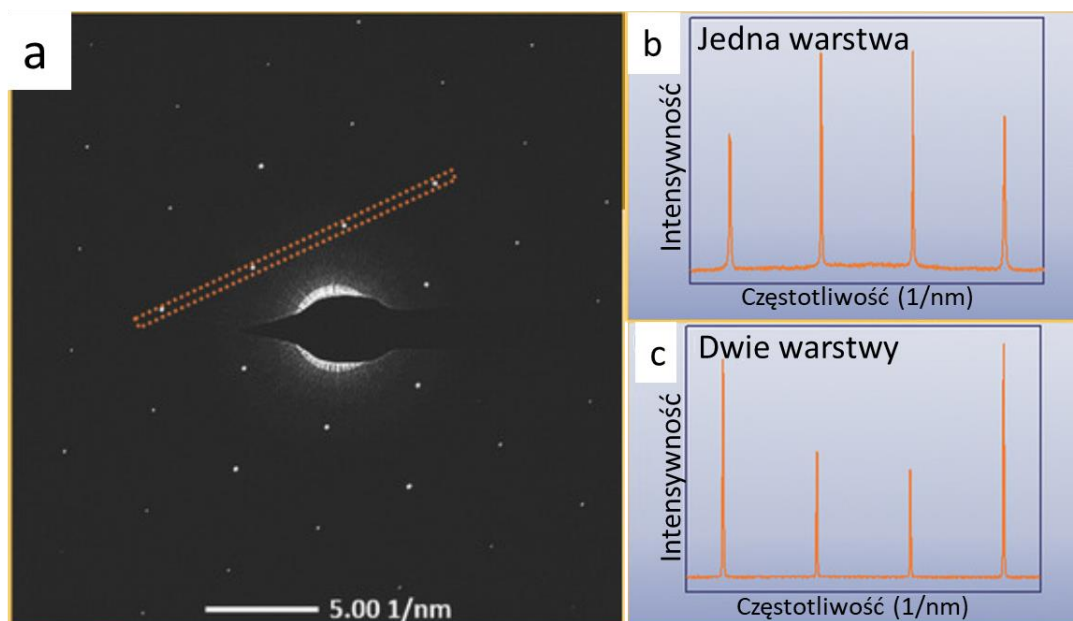 a
5.00 1/nm
b
Jedna warstwa
Intensywność
Częstotliwość (1/nm)
c
Dwie warstwy
Intensywność
Częstotliwość (1/nm)